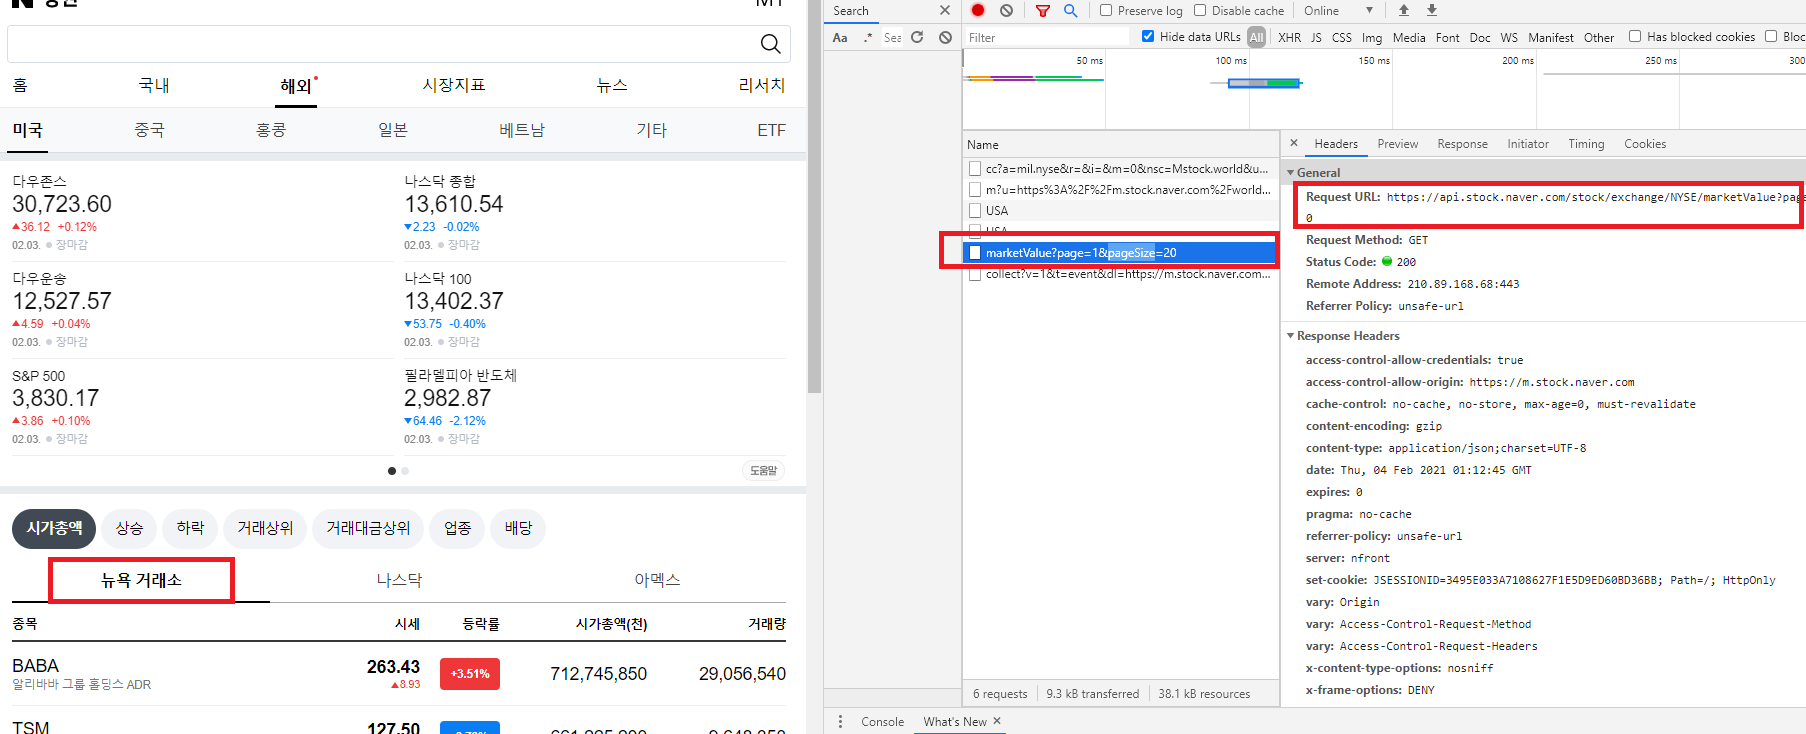 증권
MY
홈 국내 해외 시장지표 뉴스 리서치
미국 중국 홍콩 일본 베트남 기타 ETF
다우존스
30,723.60
▲36.12 +0.12%
02.03. 장마감
나스닥 종합
13,610.54
▼2.23 -0.02%
02.03. 장마감
다우운송
12,527.57
▲4.59 +0.04%
02.03. 장마감
나스닥 100
13,402.37
▼53.75 -0.40%
02.03. 장마감
S&P 500
3,830.17
▲3.86 +0.10%
02.03. 장마감
필라델피아 반도체
2,982.87
▼64.46 -2.12%
02.03. 장마감
도움말
시가총액 상승 하락 거래상위 거래대금상위 업종 배당
뉴욕 거래소 나스닥 아멕스
종목 시세 등락률 시가총액(천) 거래량
BABA 263.43 +3.51% 712,745,850 29,056,540
알리바바 그룹 홀딩스 ADR ▲8.93
TSM 127.50
Search
Aa .* Sea
Preserve log Disable cache Online
Filter Hide data URLs All XHR JS CSS Img Media Font Doc WS Manifest Other Has blocked cookies Bloc
50 ms 100 ms 150 ms 200 ms 250 ms 300
Name
cc?a=mil.nyse&r=&i=&m=0&nsc=Mstock.world&u...
m?u=https%3A%2F%2Fm.stock.naver.com%2Fworld...
USA
USA
marketValue?page=1&pageSize=20
collect?v=1&t=event&dl=https://m.stock.naver.com...
6 requests 9.3 kB transferred 38.1 kB resources
Headers Preview Response Initiator Timing Cookies
General
Request URL: https://api.stock.naver.com/stock/exchange/NYSE/marketValue?page
0
Request Method: GET
Status Code: 200
Remote Address: 210.89.168.68:443
Referrer Policy: unsafe-url
Response Headers
access-control-allow-credentials: true
access-control-allow-origin: https://m.stock.naver.com
cache-control: no-cache, no-store, max-age=0, must-revalidate
content-encoding: gzip
content-type: application/json;charset=UTF-8
date: Thu, 04 Feb 2021 01:12:45 GMT
expires: 0
pragma: no-cache
referrer-policy: unsafe-url
server: nfront
set-cookie: JSESSIONID=3495E033A7108627F1E5D9ED60BD36BB; Path=/; HttpOnly
vary: Origin
vary: Access-Control-Request-Method
vary: Access-Control-Request-Headers
x-content-type-options: nosniff
x-frame-options: DENY
Console What's New